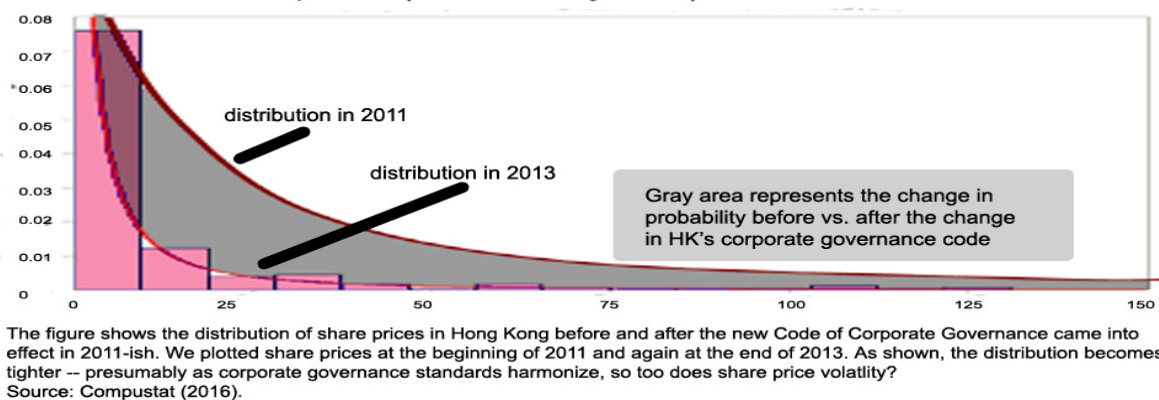 0.08
0.07
0.06
0.05
0.04
0.03
0.02
0.01
0
distribution in 2011
distribution in 2013
Gray area represents the change in
probability before vs. after the change
in HK's corporate governance code
0 25 50 75 100 125 150
The figure shows the distribution of share prices in Hong Kong before and after the new Code of Corporate Governance came into
effect in 2011-ish. We plotted share prices at the beginning of 2011 and again at the end of 2013. As shown, the distribution becomes
tighter -- presumably as corporate governance standards harmonize, so too does share price volatlity?
Source: Compustat (2016).